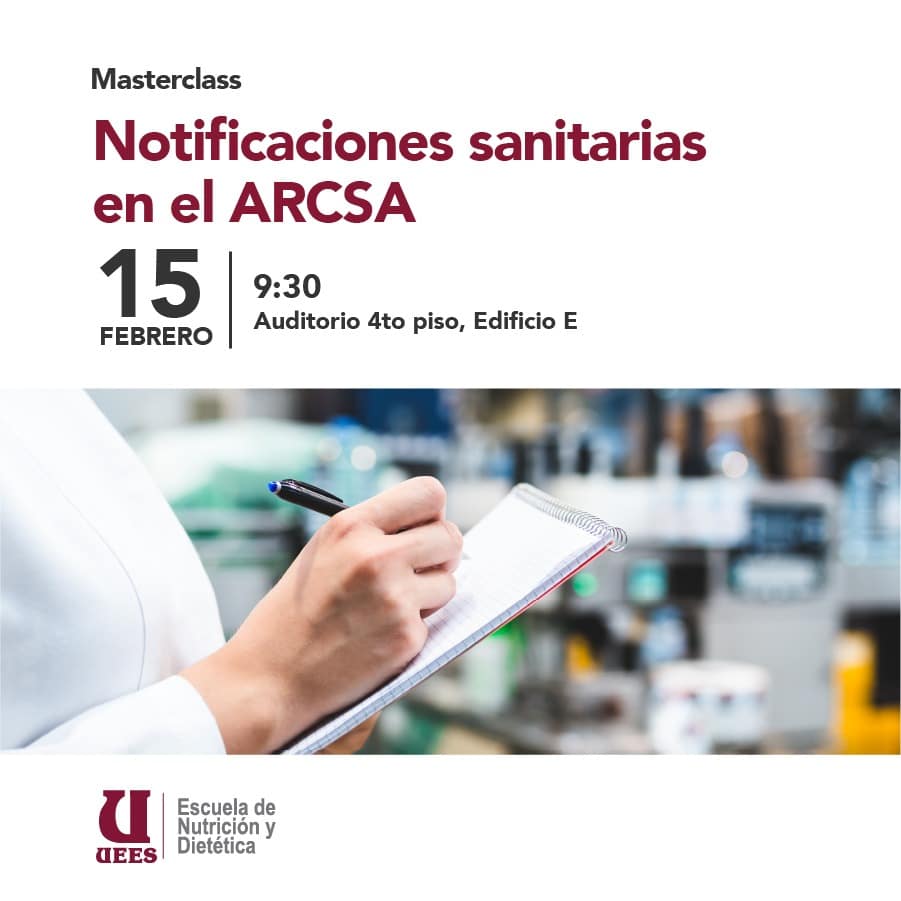 Masterclass
Notificaciones sanitarias
en el ARCSA
15
FEBRERO
9:30
Auditorio 4to piso, Edificio E
U
UEES
Escuela de
Nutrición y
Dietética